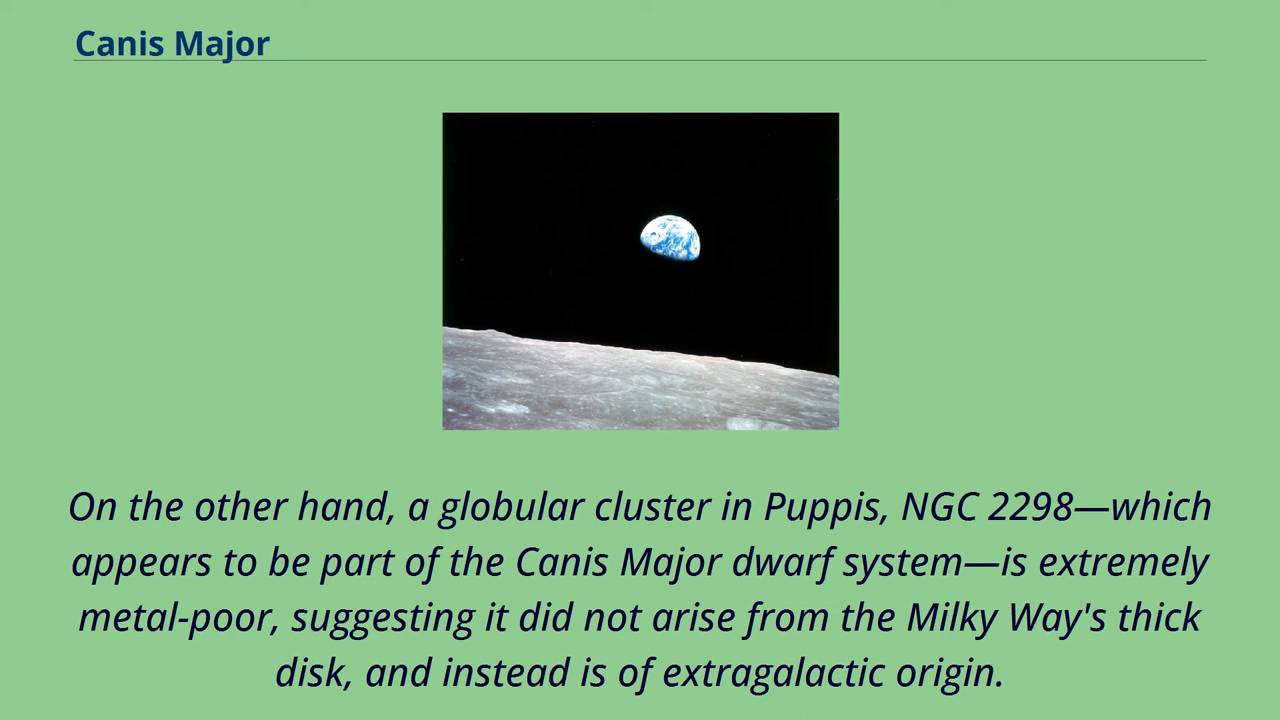 Canis Major
On the other hand, a globular cluster in Puppis, NGC 2298—which
appears to be part of the Canis Major dwarf system—is extremely
metal-poor, suggesting it did not arise from the Milky Way's thick
disk, and instead is of extragalactic origin.